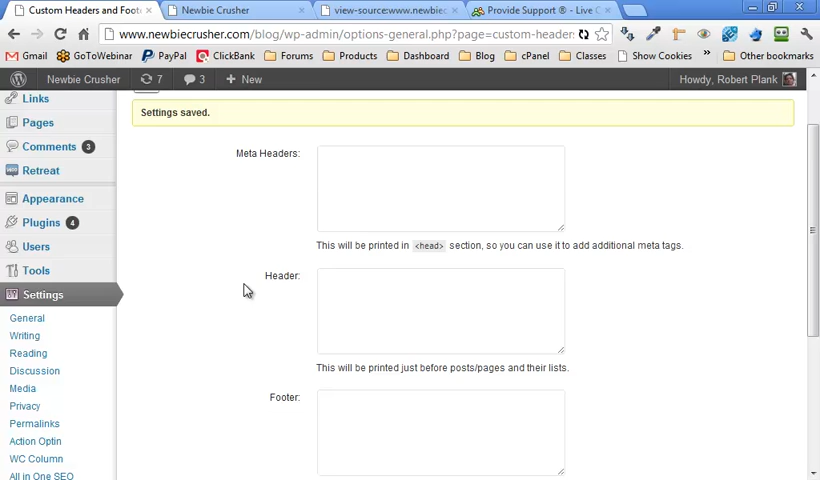 Custom Headers and Foote
Newbie Crusher
view-source:www.newbiec
Provide Support ® - Live C
www.newbiecrusher.com/blog/wp-admin/options-general.php?page=custom-headers
Gmail
GoToWebinar
PayPal
ClickBank
Forums
Products
Dashboard
Blog
cPanel
Classes
Show Cookies
»
Other bookmarks
Newbie Crusher
7
3
+ New
Howdy, Robert Plank
Links
Pages
Comments 3
Retreat
Appearance
Plugins 4
Users
Tools
Settings
General
Writing
Reading
Discussion
Media
Privacy
Permalinks
Action Optin
WC Column
All in One SEO
Settings saved.
Meta Headers:
This will be printed in <head> section, so you can use it to add additional meta tags.
Header:
This will be printed just before posts/pages and their lists.
Footer: